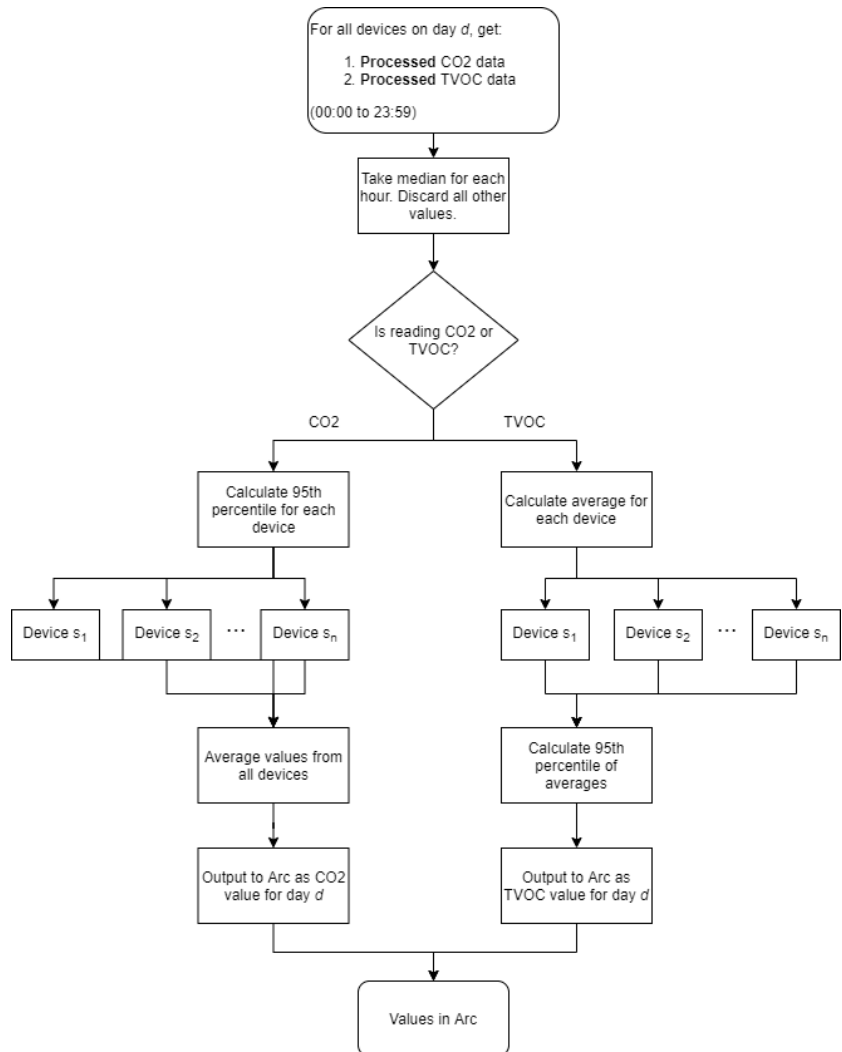 For all devices on day d, get:
1. Processed CO2 data
2. Processed TVOC data
(00:00 to 23:59)
Take median for each
hour. Discard all other
values.
Is reading CO2 or
TVOC?
CO2
TVOC
Calculate 95th
percentile for each
device
Calculate average for
each device
Device s1
Device s2
...
Device sn
Device s1
Device s2
...
Device sn
Average values from
all devices
Calculate 95th
percentile of
averages
Output to Arc as CO2
value for day d
Output to Arc as
TVOC value for day d
Values in Arc